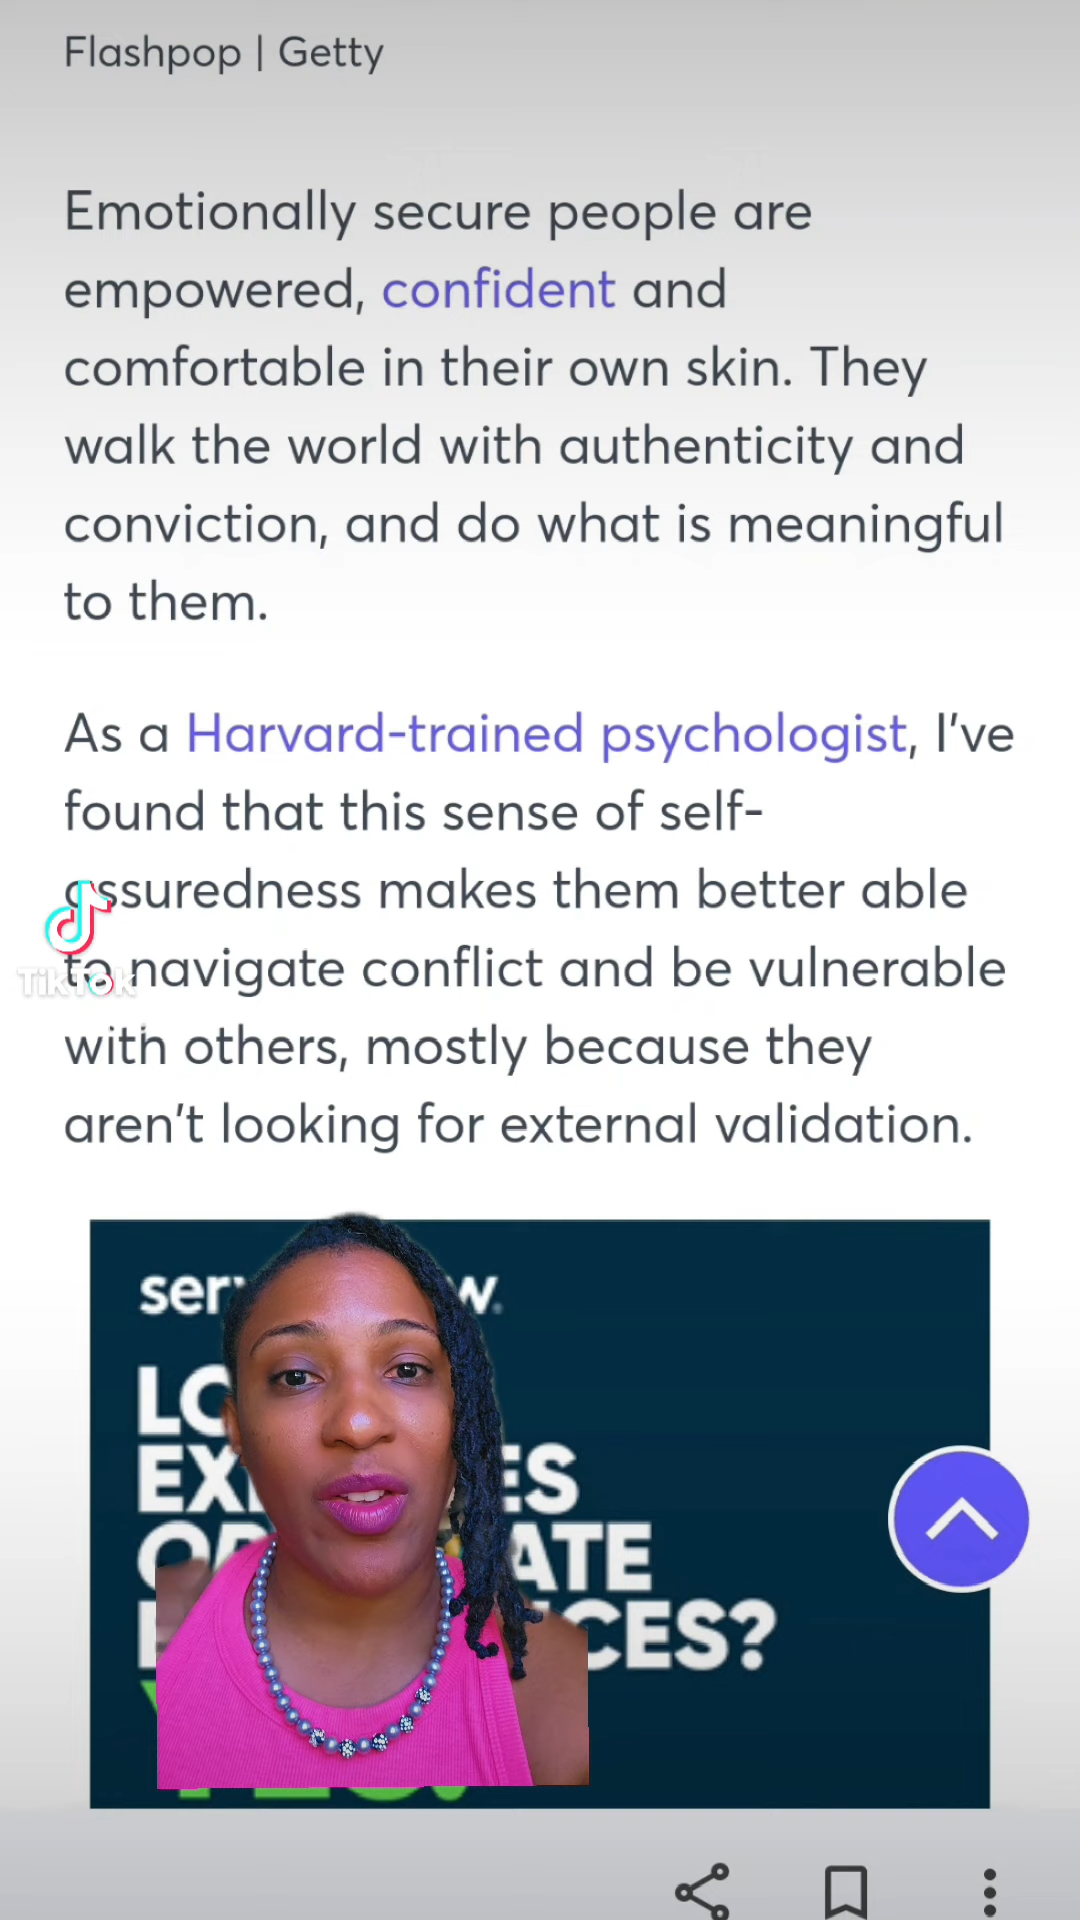 Flashpop | Getty
Emotionally secure people are
empowered, confident and
comfortable in their own skin. They
walk the world with authenticity and
conviction, and do what is meaningful
to them.
As a Harvard-trained psychologist, I've
found that this sense of self-
assuredness makes them better able
to navigate conflict and be vulnerable
with others, mostly because they
aren't looking for external validation.
TikTok